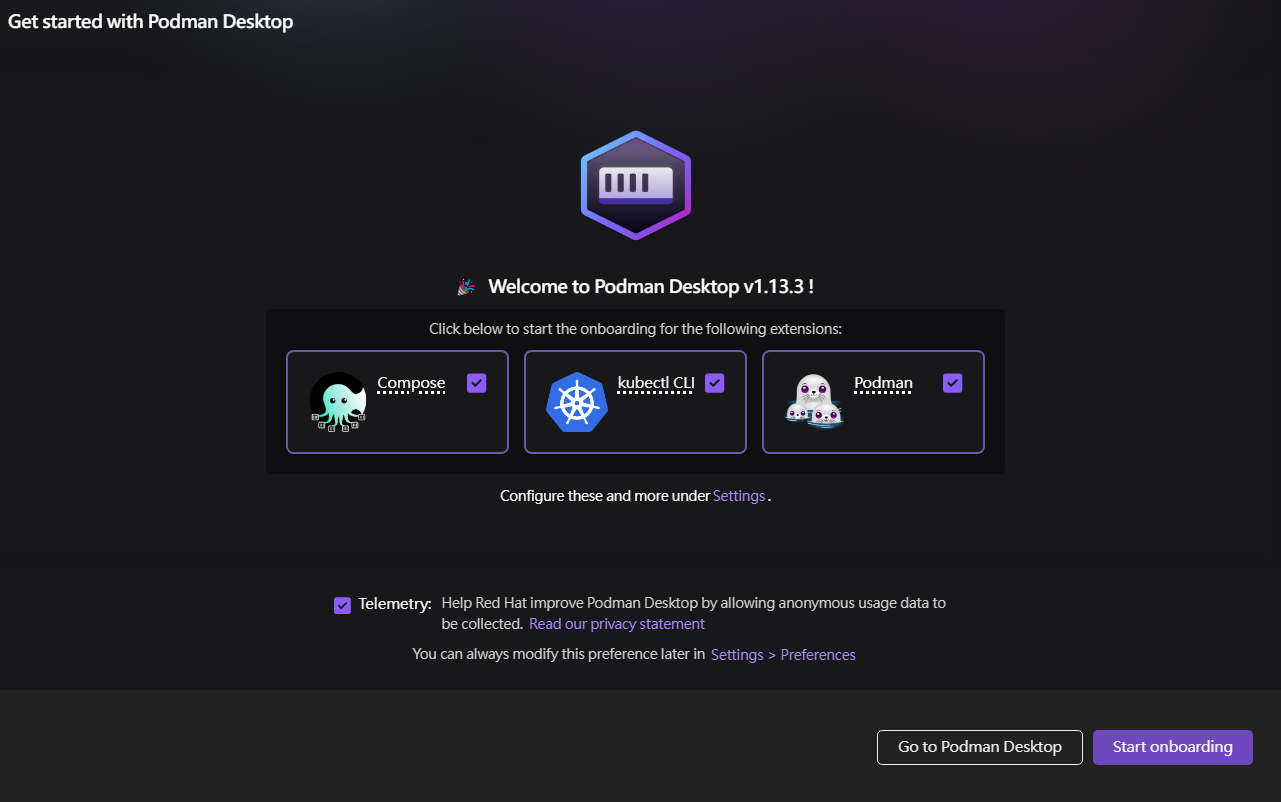 Get started with Podman Desktop
🎉 Welcome to Podman Desktop v1.13.3 !
Click below to start the onboarding for the following extensions:
Compose
kubectl CLI
Podman
Configure these and more under Settings .
Telemetry: Help Red Hat improve Podman Desktop by allowing anonymous usage data to
be collected. Read our privacy statement
You can always modify this preference later in Settings > Preferences
Go to Podman Desktop
Start onboarding